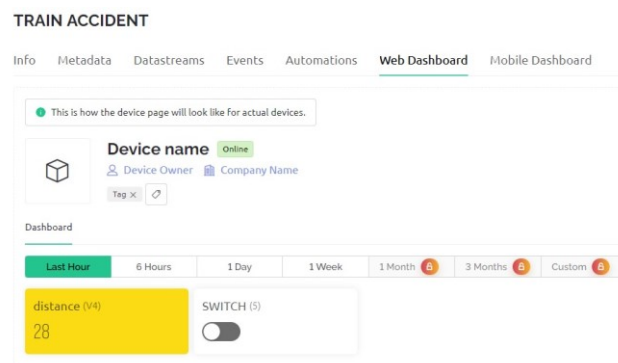 TRAIN ACCIDENT
Info Metadata Datastreams Events Automations Web Dashboard Mobile Dashboard
This is how the device page will look like for actual devices.
Device name Online
Device Owner Company Name
Tag ×
Dashboard
Last Hour 6 Hours 1 Day 1 Week 1 Month 3 Months Custom
distance (V4) SWITCH (5)
28